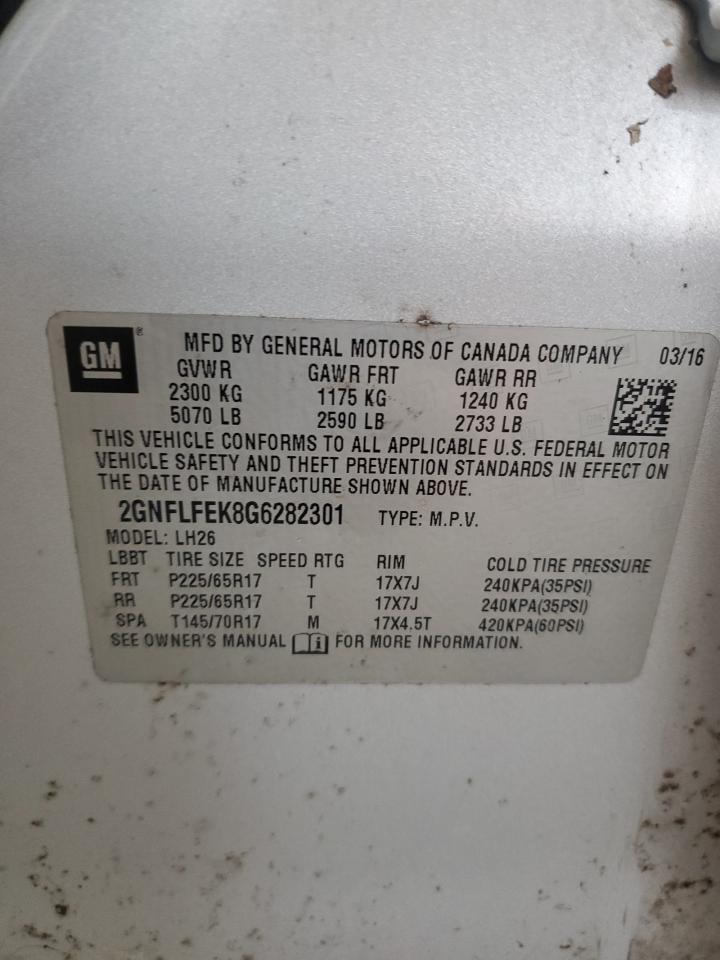 GM ® MFD BY GENERAL MOTORS OF CANADA COMPANY 03/16
GVWR GAWR FRT GAWR RR
2300 KG 1175 KG 1240 KG
5070 LB 2590 LB 2733 LB
THIS VEHICLE CONFORMS TO ALL APPLICABLE U.S. FEDERAL MOTOR
VEHICLE SAFETY AND THEFT PREVENTION STANDARDS IN EFFECT ON
THE DATE OF MANUFACTURE SHOWN ABOVE.
2GNFLFEK8G6282301 TYPE: M.P.V.
MODEL: LH26
LBBT TIRE SIZE SPEED RTG RIM COLD TIRE PRESSURE
FRT P225/65R17 T 17X7J 240KPA(35PSI)
RR P225/65R17 T 17X7J 240KPA(35PSI)
SPA T145/70R17 M 17X4.5T 420KPA(60PSI)
SEE OWNER'S MANUAL i FOR MORE INFORMATION.